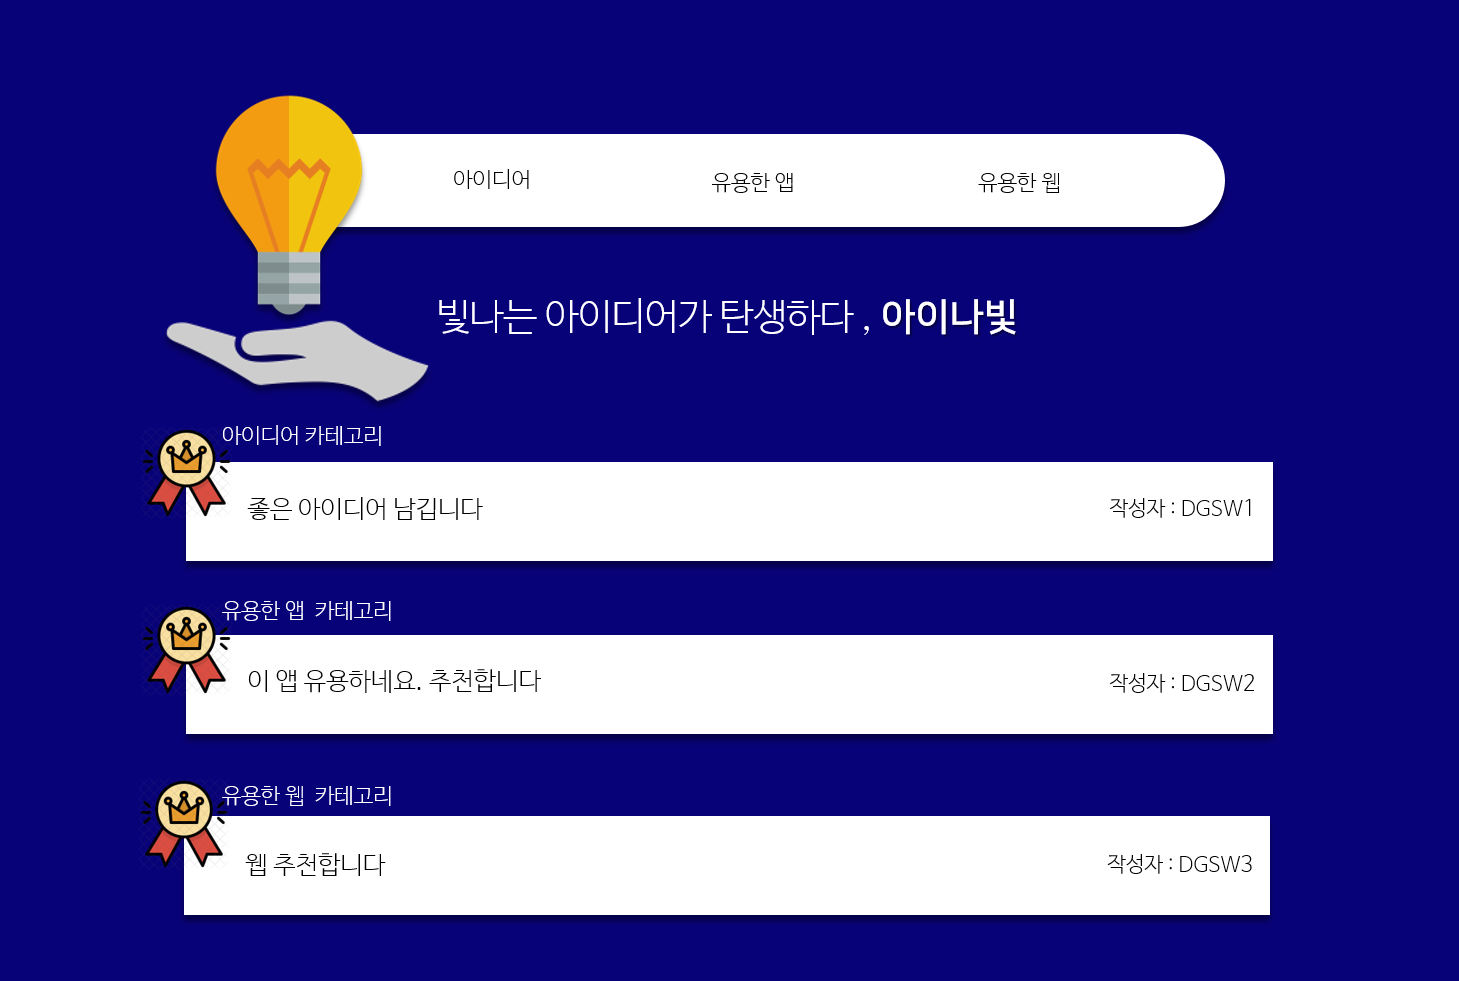 아이디어
유용한 앱
유용한 웹
빛나는 아이디어가 탄생하다 , 아이나빛
아이디어 카테고리
좋은 아이디어 남깁니다
작성자 : DGSW1
유용한 앱 카테고리
이 앱 유용하네요. 추천합니다
작성자 : DGSW2
유용한 웹 카테고리
웹 추천합니다
작성자 : DGSW3